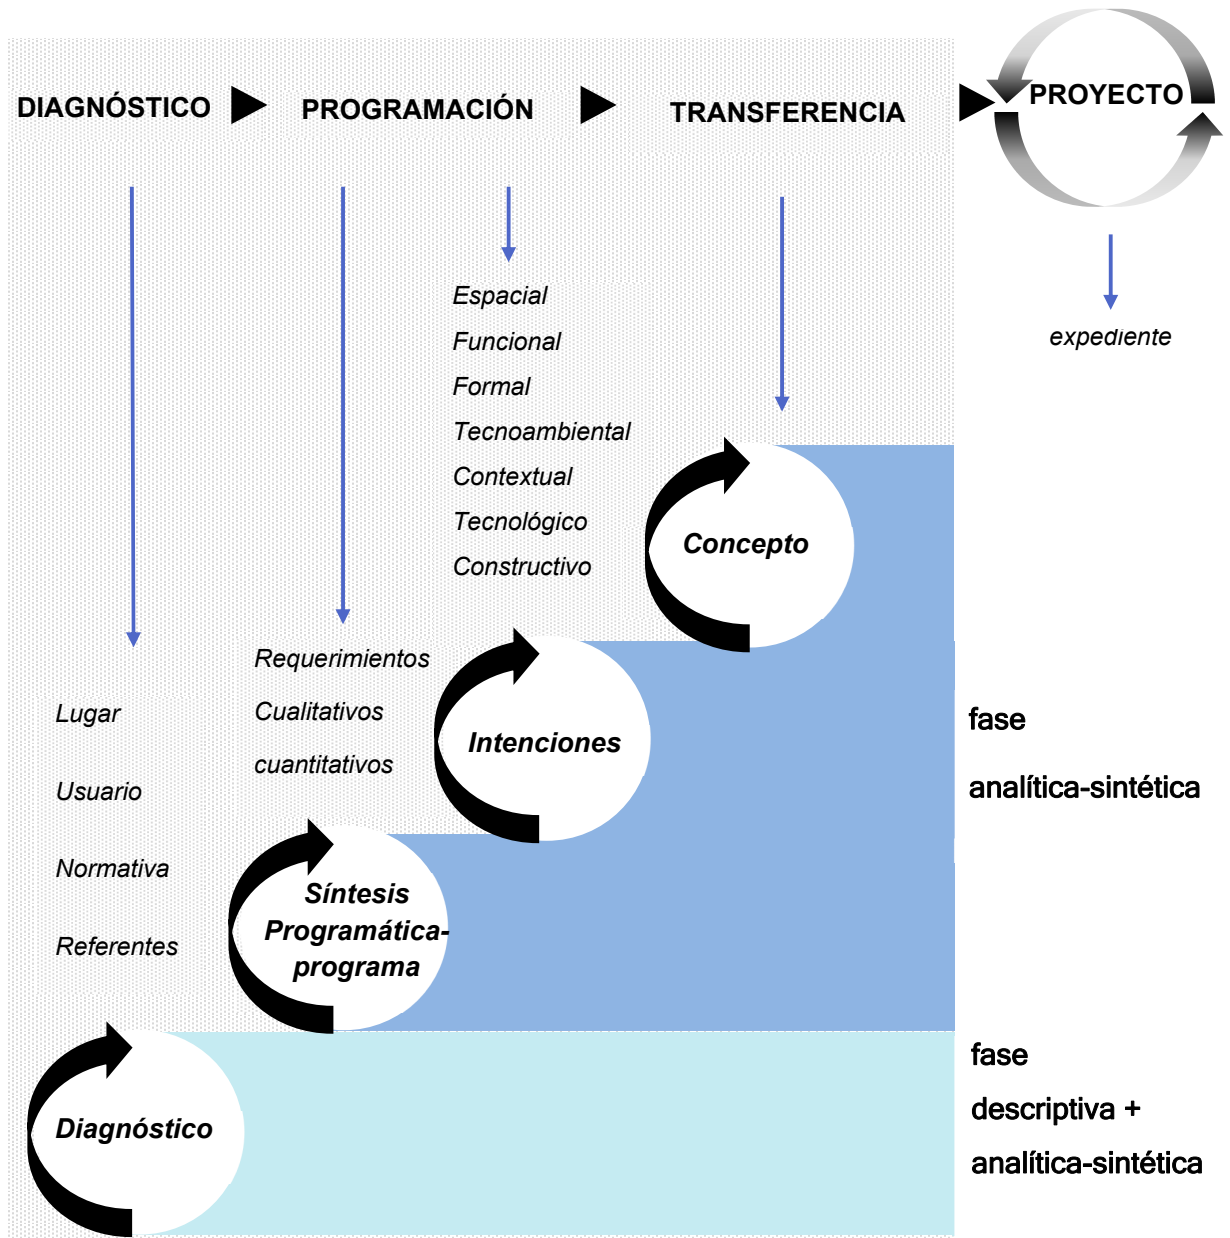 DIAGNÓSTICO
PROGRAMACIÓN
TRANSFERENCIA
PROYECTO
Espacial
Funcional
Formal
Tecnoambiental
Contextual
Tecnológico
Constructivo
expediente
Concepto
Requerimientos
Cualitativos
cuantitativos
Intenciones
Lugar
Usuario
Normativa
Referentes
Síntesis
Programática-
programa
Diagnóstico
fase
analítica-sintética
fase
descriptiva +
analítica-sintética